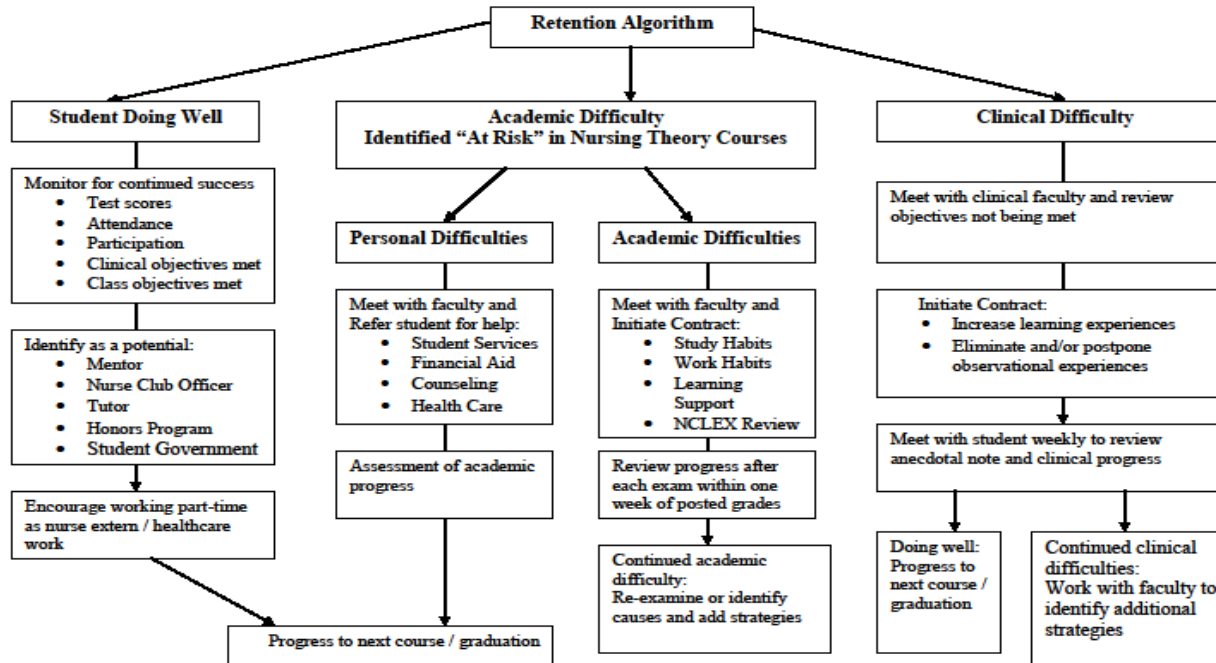 Retention Algorithm
Student Doing Well
Academic Difficulty
Identified “At Risk” in Nursing Theory Courses
Clinical Difficulty
Monitor for continued success
• Test scores
• Attendance
• Participation
• Clinical objectives met
• Class objectives met
Identify as a potential:
• Mentor
• Nurse Club Officer
• Tutor
• Honors Program
• Student Government
Encourage working part-time
as nurse extern / healthcare
work
Personal Difficulties
Meet with faculty and
Refer student for help:
• Student Services
• Financial Aid
• Counseling
• Health Care
Assessment of academic
progress
Progress to next course / graduation
Academic Difficulties
Meet with faculty and
Initiate Contract:
• Study Habits
• Work Habits
• Learning
Support
• NCLEX Review
Review progress after
each exam within one
week of posted grades
Continued academic
difficulty:
Re-examine or identify
causes and add strategies
Meet with clinical faculty and review
objectives not being met
Initiate Contract:
• Increase learning experiences
• Eliminate and/or postpone
observational experiences
Meet with student weekly to review
anecdotal note and clinical progress
Doing well:
Progress to
next course /
graduation
Continued clinical
difficulties:
Work with faculty to
identify additional
strategies